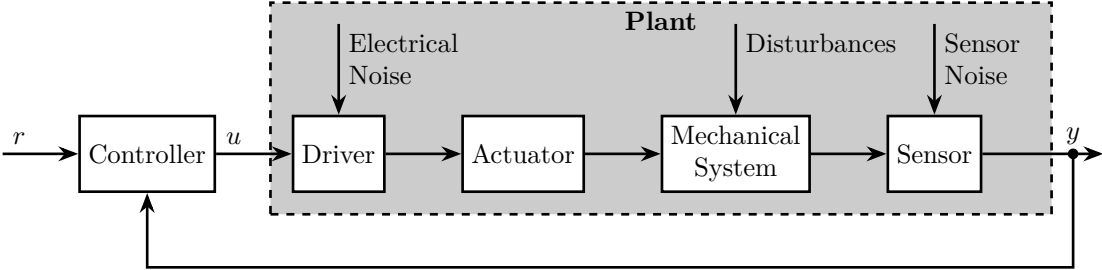 Plant
Electrical
Noise
Disturbances
Sensor
Noise
r
Controller
u
Driver
Actuator
Mechanical
System
Sensor
y